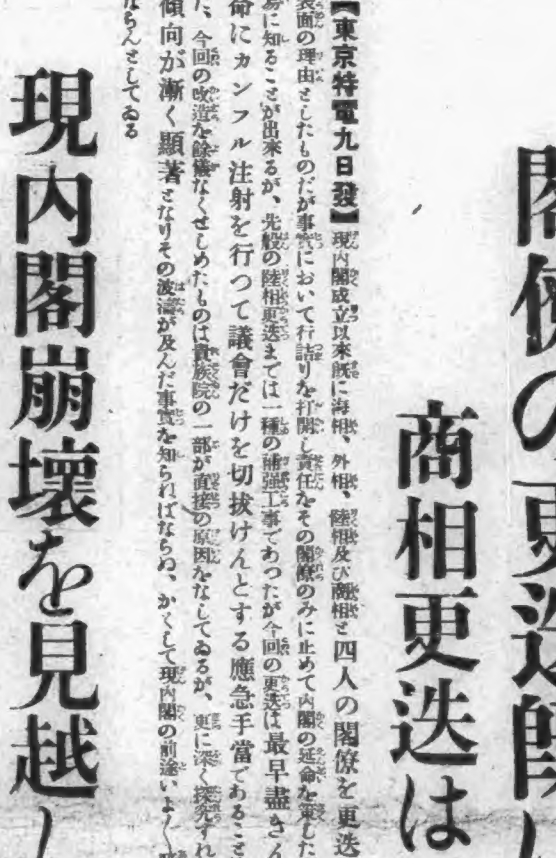 閣僚の更迭師し
商相更迭は
【東京特電九日發】現内閣成立以來既に海相、外相、陸相及び商相と四人の閣僚を更迭
表面の理由としたものだが事實において行詰りを打開し責任をその閣僚のみに止めて内閣の延命を策した
易に知ることが出來るが、先般の陸相更迭までは一種の補強工事であつたが今回の更迭は最早盡きん
命にカンフル注射を行つて議會だけを切拔けんとする應急手當であること
た、今回の改造を餘儀なくせしめたものは貴族院の一部が直接の原因をなしてゐるが、更に深く探究すれ
傾向が漸く顯著となりその波濤が及んだ事實を知らねばならぬ、かくして現内閣の前途いよ〱
ならんとしてゐる
現内閣崩壞を見越し